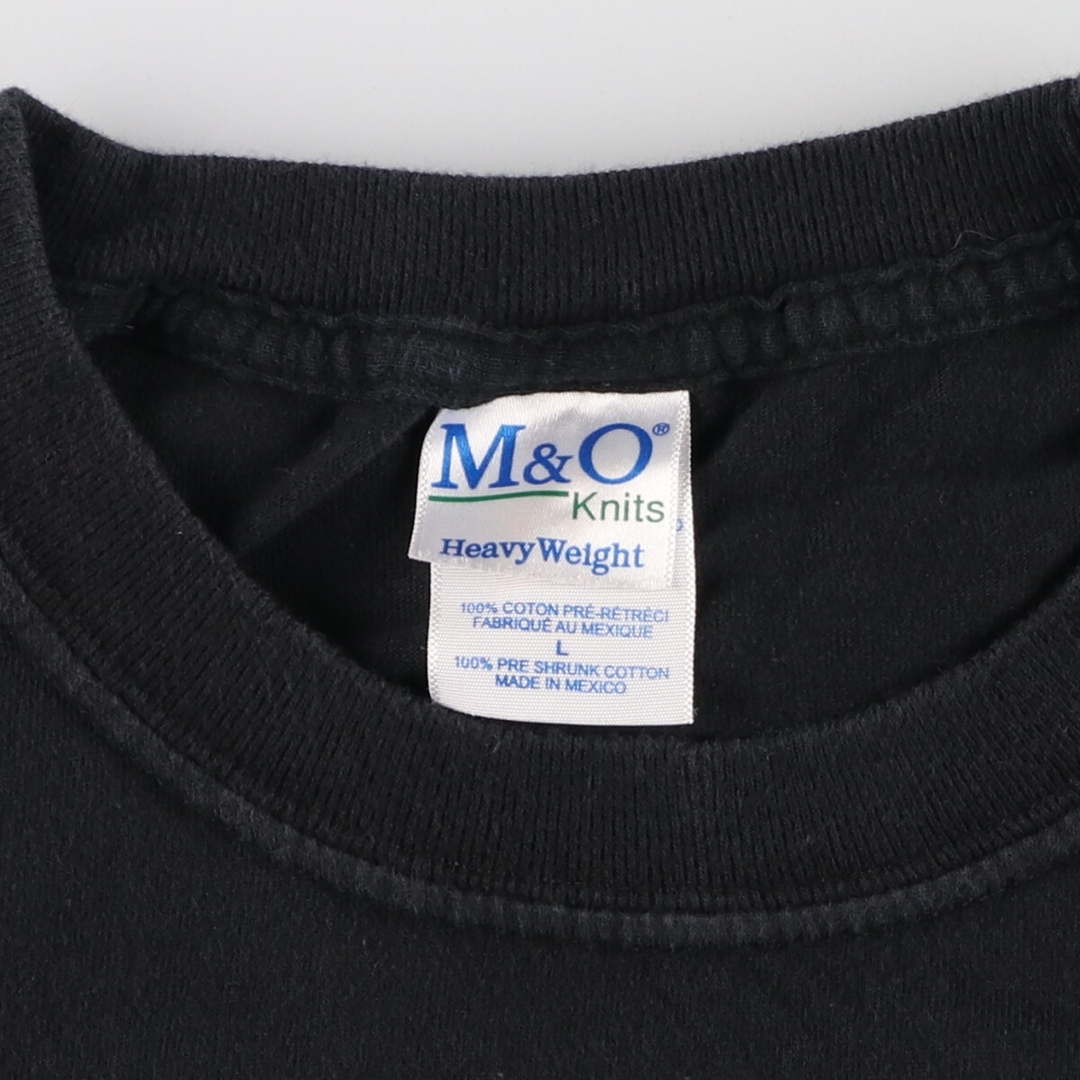 M&O®
Knits
HeavyWeight
100% COTON PRÉ-RÉTRÉCI
FABRIQUÉ AU MEXIQUE
L
100% PRE SHRUNK COTTON
MADE IN MEXICO